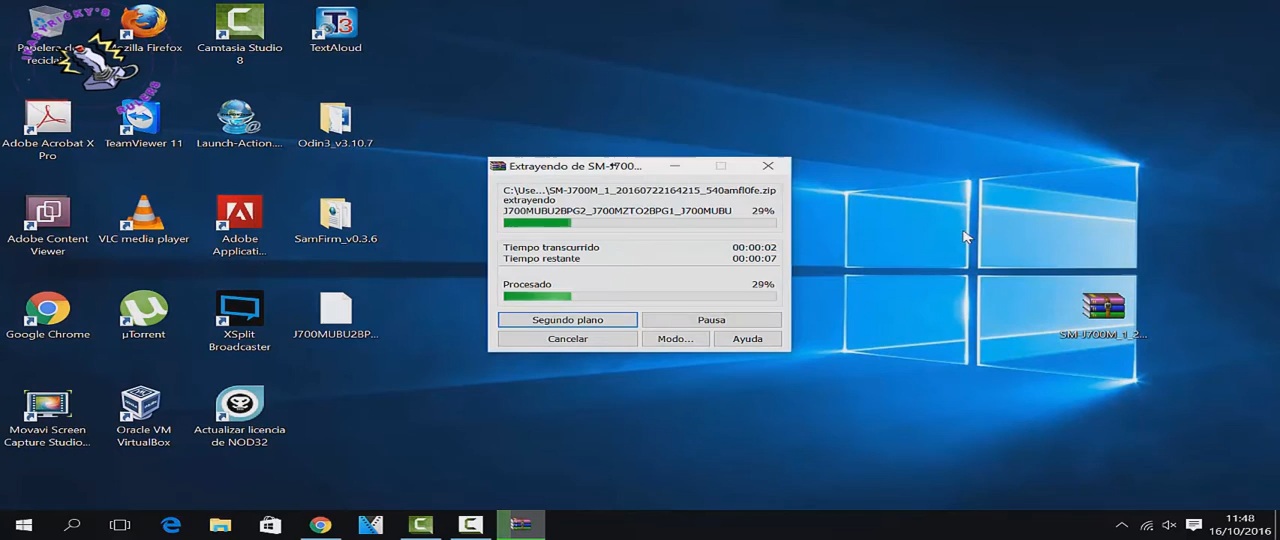 Papelera de
reciclaje
Mozilla Firefox
Camtasia Studio
8
TextAloud
RULERS
Adobe Acrobat X
Pro
TeamViewer 11
Launch-Action....
Odin3_v3.10.7
Adobe Content
Viewer
VLC media player
Adobe
Applicati...
SamFirm_v0.3.6
Google Chrome
µTorrent
XSplit
Broadcaster
J700MUBU2BP...
Movavi Screen
Capture Studio...
Oracle VM
VirtualBox
Actualizar licencia
de NOD32
Extrayendo de SM-J700...
C:\Use...\SM-J700M_1_20160722164215_540amfl0fe.zip
extrayendo
J700MUBU2BPG2_J700MZTO2BPG1_J700MUBU 29%
Tiempo transcurrido 00:00:02
Tiempo restante 00:00:07
Procesado 29%
Segundo plano Pausa
Cancelar Modo... Ayuda
SM-J700M_1_2...
11:48
16/10/2016